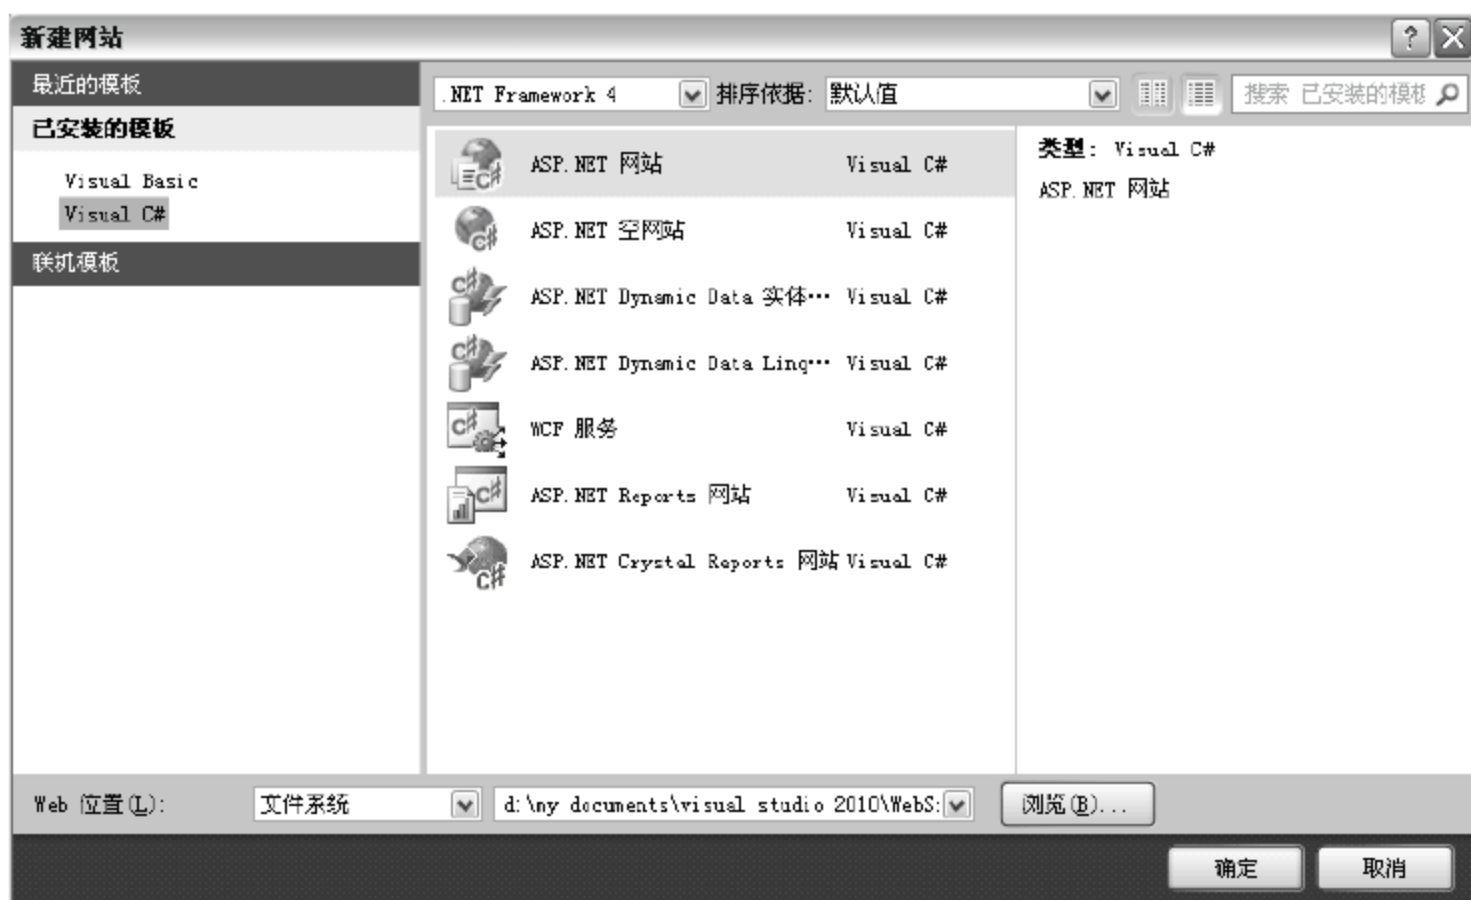 新建网站
最近的模板
已安装的模板
Visual Basic
Visual C#
联机模板
.NET Framework 4 排序依据: 默认值 搜索 已安装的模板
ASP.NET 网站 Visual C#
ASP.NET 空网站 Visual C#
ASP.NET Dynamic Data 实体… Visual C#
ASP.NET Dynamic Data Linq… Visual C#
WCF 服务 Visual C#
ASP.NET Reports 网站 Visual C#
ASP.NET Crystal Reports 网站 Visual C#
类型: Visual C#
ASP.NET 网站
Web 位置(L): 文件系统 d:\my documents\visual studio 2010\WebS: 浏览(B)...
确定 取消